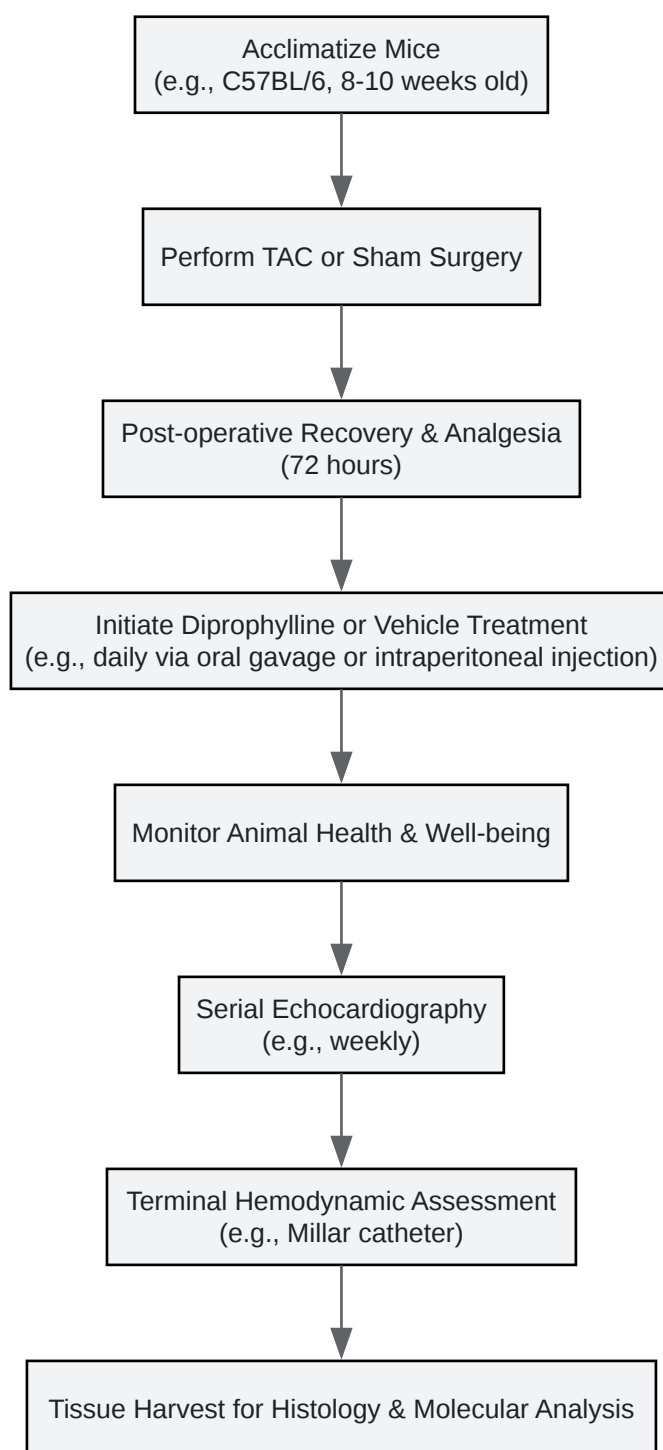 Acclimatize Mice
(e.g., C57BL/6, 8-10 weeks old)
Perform TAC or Sham Surgery
Post-operative Recovery & Analgesia
(72 hours)
Initiate Diprophylline or Vehicle Treatment
(e.g., daily via oral gavage or intraperitoneal injection)
Monitor Animal Health & Well-being
Serial Echocardiography
(e.g., weekly)
Terminal Hemodynamic Assessment
(e.g., Millar catheter)
Tissue Harvest for Histology & Molecular Analysis